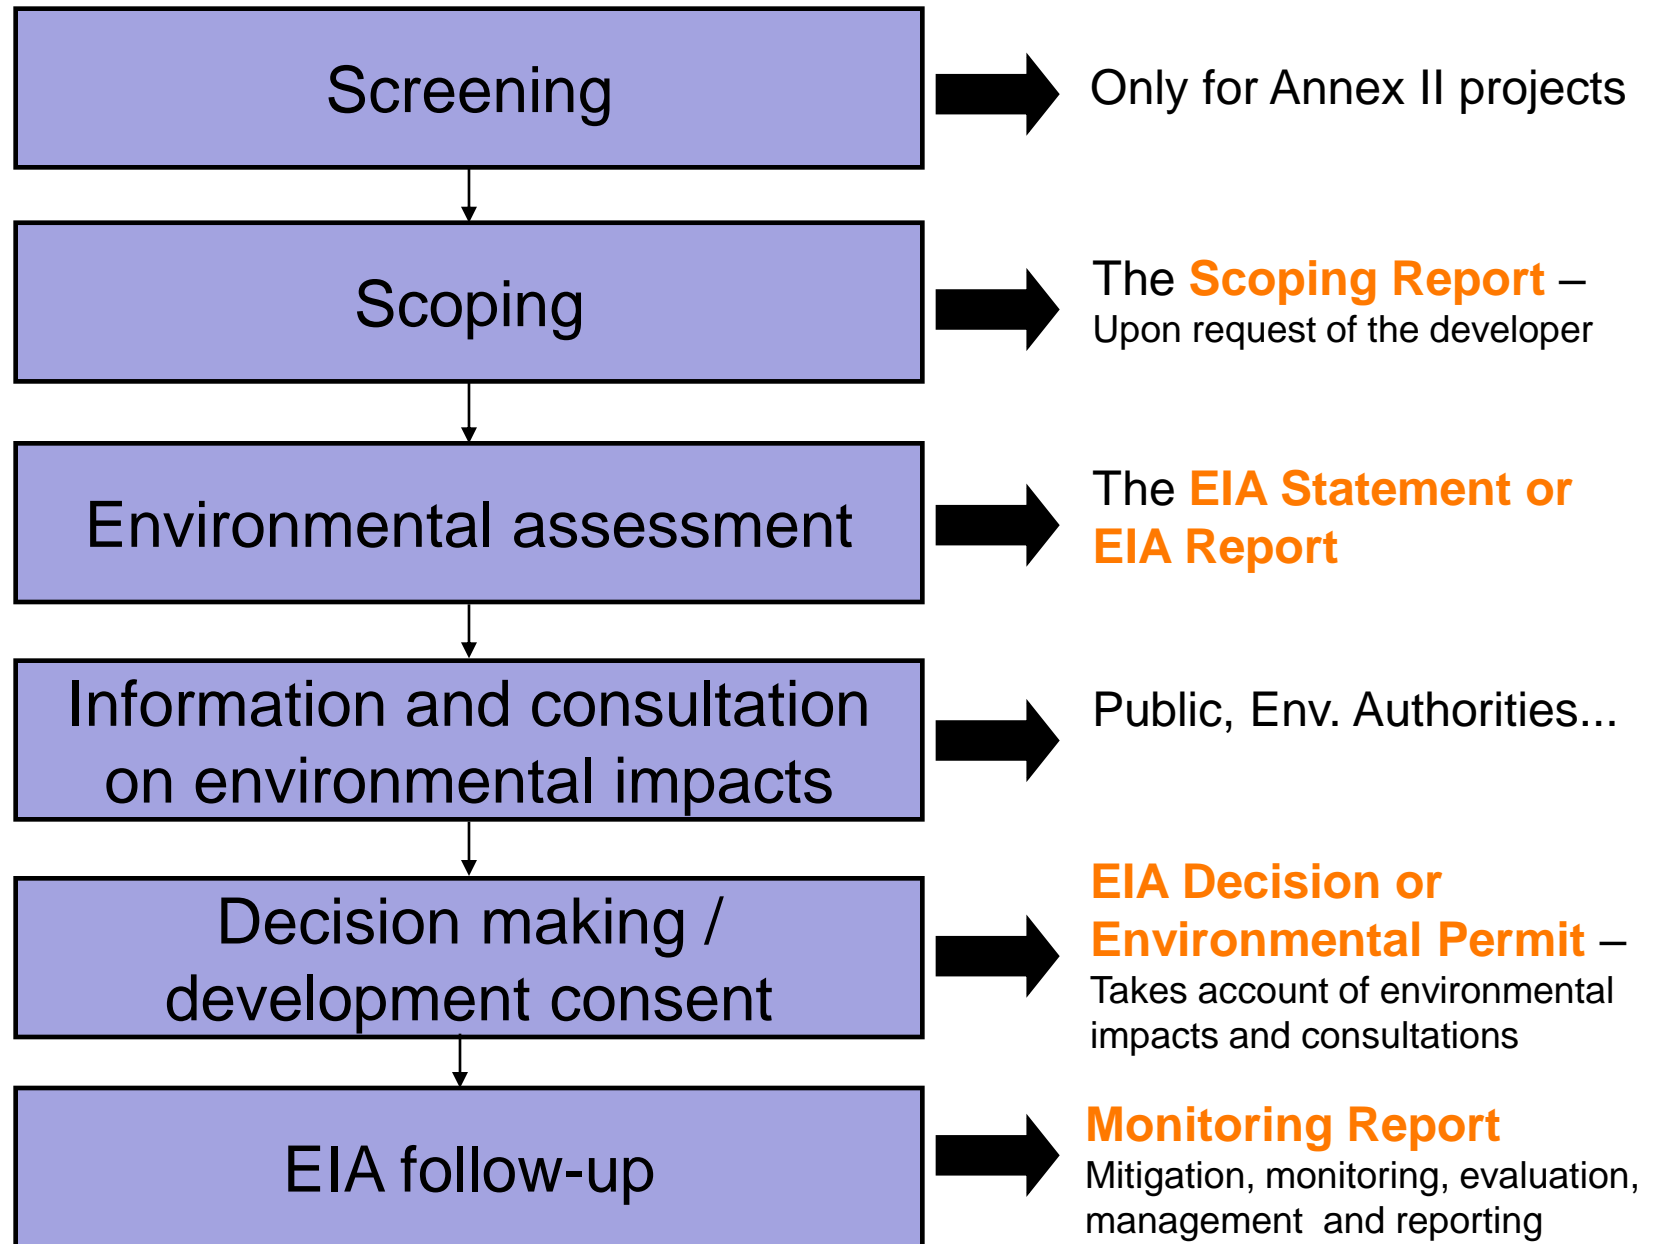 Screening
Only for Annex II projects
Scoping
The Scoping Report –
Upon request of the developer
Environmental assessment
The EIA Statement or
EIA Report
Information and consultation
on environmental impacts
Public, Env. Authorities...
Decision making /
development consent
EIA Decision or
Environmental Permit –
Takes account of environmental
impacts and consultations
EIA follow-up
Monitoring Report
Mitigation, monitoring, evaluation,
management and reporting